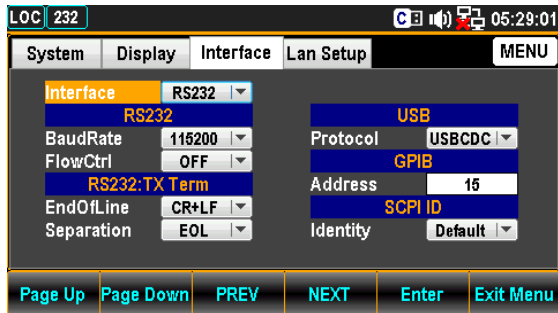 LOC 232 C 05:29:01
System Display Interface Lan Setup MENU
Interface RS232
RS232 USB
BaudRate 115200 Protocol USBCDC
FlowCtrl OFF GPIB
RS232:TX Term Address 15
EndOfLine CR+LF SCPI ID
Separation EOL Identity Default
Page Up Page Down PREV NEXT Enter Exit Menu